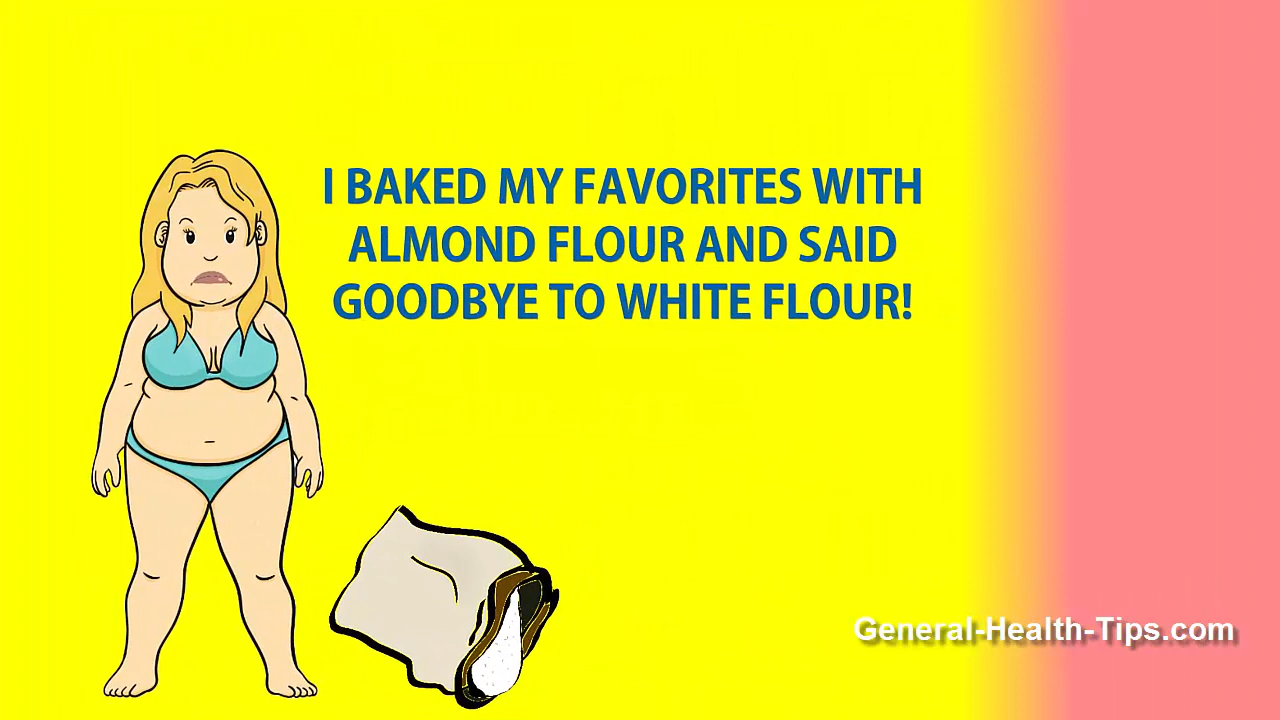 I BAKED MY FAVORITES WITH
ALMOND FLOUR AND SAID
GOODBYE TO WHITE FLOUR!
General-Health-Tips.com